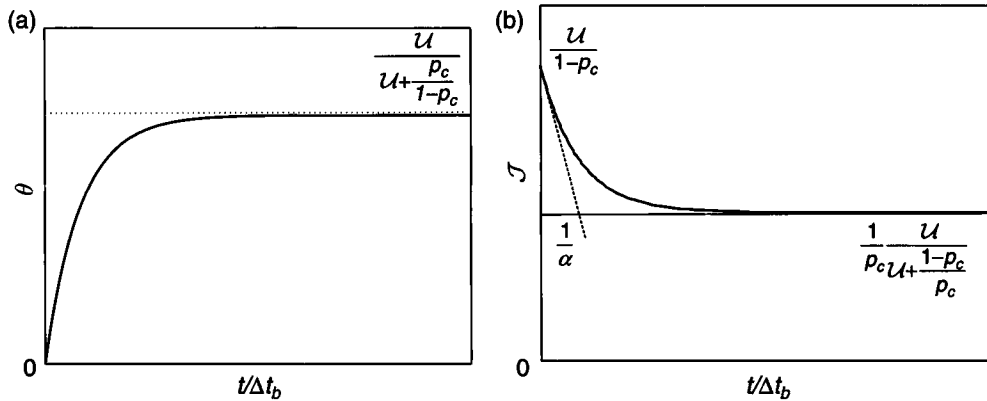 (a)
𝒰
𝒰+ p_c
1−p_c
θ
0
t/Δt_b
(b)
𝒰
1−p_c
𝒥
1
α
1 𝒰
p_c 𝒰+ 1−p_c
p_c
0
t/Δt_b